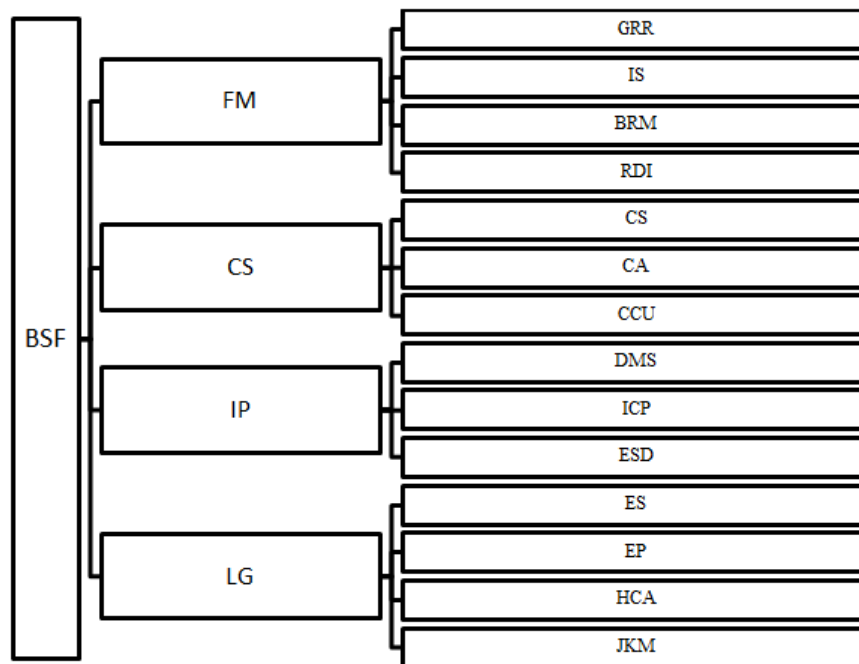 BSF
FM
GRR
IS
BRM
RDI
CS
CS
CA
CCU
IP
DMS
ICP
ESD
LG
ES
EP
HCA
JKM